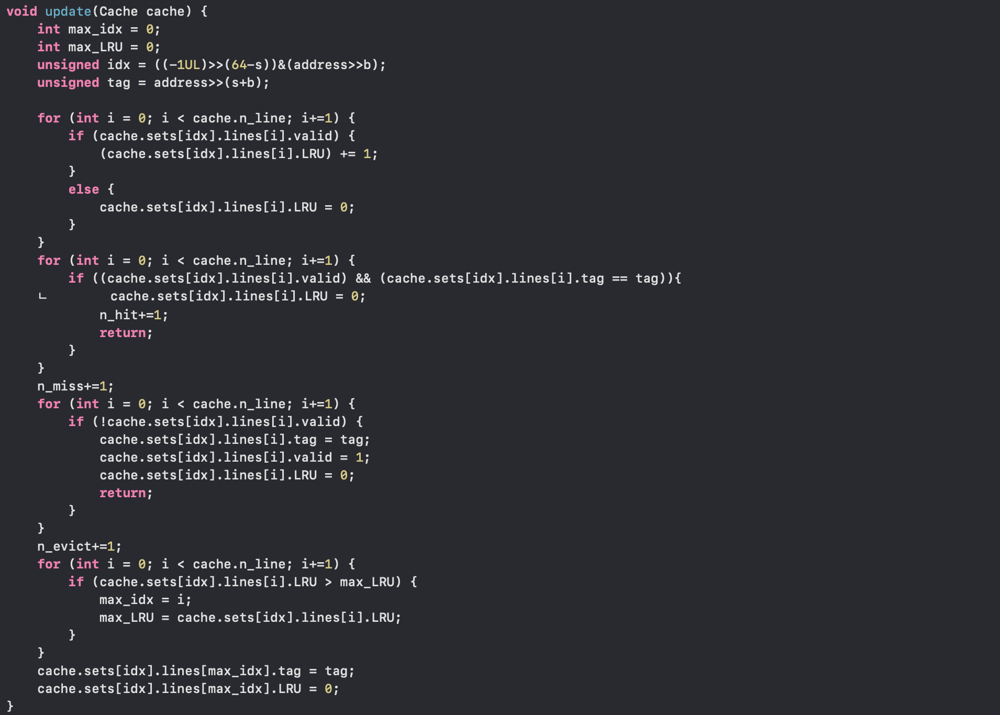 void update(Cache cache) {
    int max_idx = 0;
    int max_LRU = 0;
    unsigned idx = ((-1UL)>>(64-s))&(address>>b);
    unsigned tag = address>>(s+b);

    for (int i = 0; i < cache.n_line; i+=1) {
        if (cache.sets[idx].lines[i].valid) {
            (cache.sets[idx].lines[i].LRU) += 1;
        }
        else {
            cache.sets[idx].lines[i].LRU = 0;
        }
    }
    for (int i = 0; i < cache.n_line; i+=1) {
        if ((cache.sets[idx].lines[i].valid) && (cache.sets[idx].lines[i].tag == tag)){
    ㄴ        cache.sets[idx].lines[i].LRU = 0;
            n_hit+=1;
            return;
        }
    }
    n_miss+=1;
    for (int i = 0; i < cache.n_line; i+=1) {
        if (!cache.sets[idx].lines[i].valid) {
            cache.sets[idx].lines[i].tag = tag;
            cache.sets[idx].lines[i].valid = 1;
            cache.sets[idx].lines[i].LRU = 0;
            return;
        }
    }
    n_evict+=1;
    for (int i = 0; i < cache.n_line; i+=1) {
        if (cache.sets[idx].lines[i].LRU > max_LRU) {
            max_idx = i;
            max_LRU = cache.sets[idx].lines[i].LRU;
        }
    }
    cache.sets[idx].lines[max_idx].tag = tag;
    cache.sets[idx].lines[max_idx].LRU = 0;
}